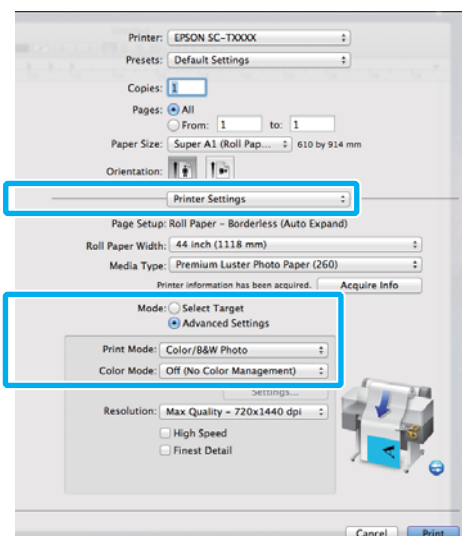 Printer: EPSON SC-TXXXX
Presets: Default Settings
Copies: 1
Pages: All
From: 1 to: 1
Paper Size: Super A1 (Roll Pap... 610 by 914 mm
Orientation:
Printer Settings
Page Setup: Roll Paper - Borderless (Auto Expand)
Roll Paper Width: 44 inch (1118 mm)
Media Type: Premium Luster Photo Paper (260)
Printer information has been acquired. Acquire Info
Mode: Select Target
Advanced Settings
Print Mode: Color/B&W Photo
Color Mode: Off (No Color Management)
Settings...
Resolution: Max Quality - 720x1440 dpi
High Speed
Finest Detail
A
Cancel Print